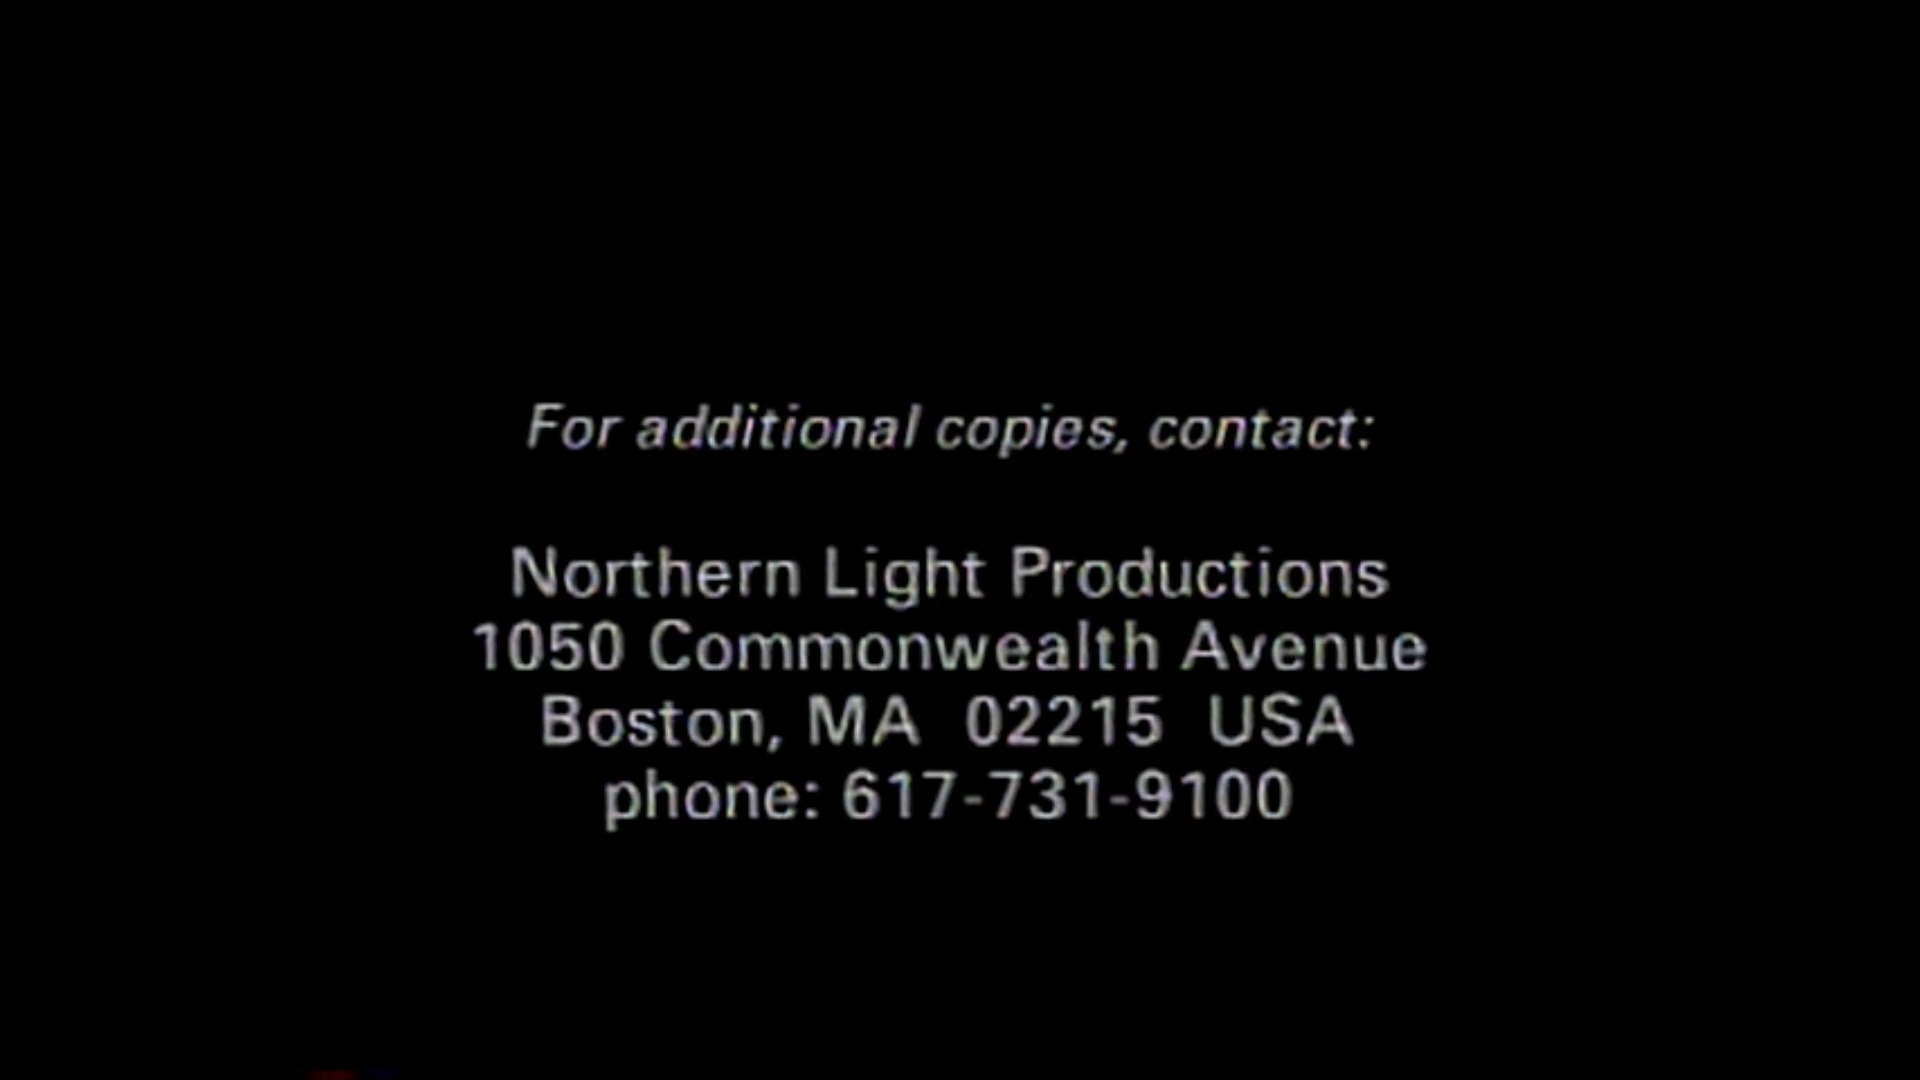 For additional copies, contact:
Northern Light Productions
1050 Commonwealth Avenue
Boston, MA 02215 USA
phone: 617-731-9100